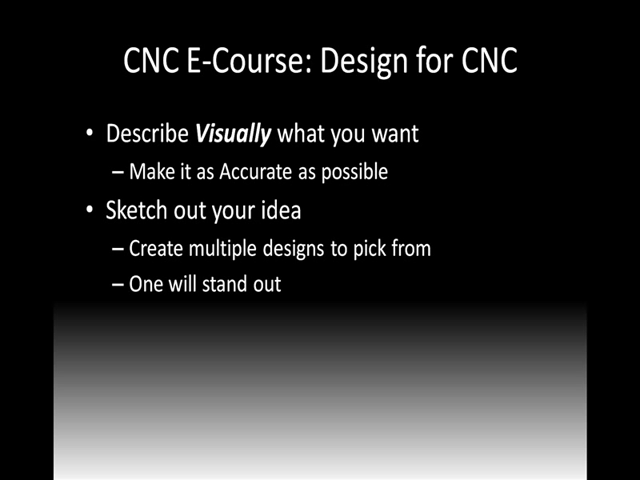 CNC E-Course: Design for CNC
• Describe Visually what you want
– Make it as Accurate as possible
• Sketch out your idea
– Create multiple designs to pick from
– One will stand out